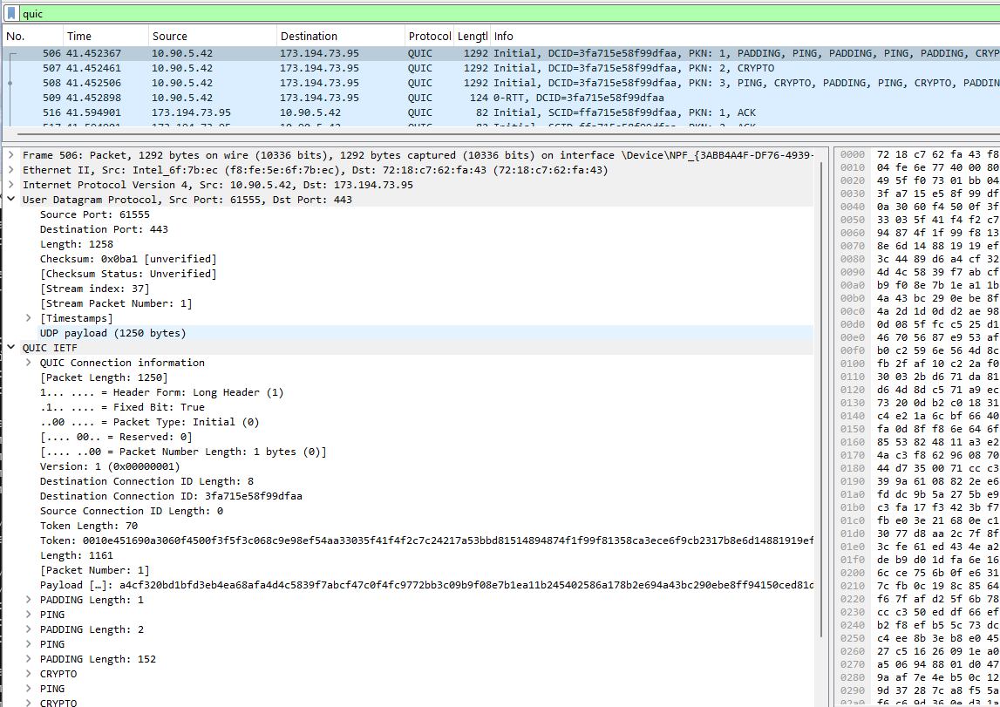 quic
No. Time Source Destination Protocol Lengtl Info
506 41.452367 10.90.5.42 173.194.73.95 QUIC 1292 Initial, DCID=3fa715e58f99dfaa, PKN: 1, PADDING, PING, PADDING, PING, PADDING, CRYP
507 41.452461 10.90.5.42 173.194.73.95 QUIC 1292 Initial, DCID=3fa715e58f99dfaa, PKN: 2, CRYPTO
508 41.452506 10.90.5.42 173.194.73.95 QUIC 1292 Initial, DCID=3fa715e58f99dfaa, PKN: 3, PING, CRYPTO, PADDING, PING, CRYPTO, PADDIN
509 41.452898 10.90.5.42 173.194.73.95 QUIC 124 0-RTT, DCID=3fa715e58f99dfaa
516 41.594901 173.194.73.95 10.90.5.42 QUIC 82 Initial, SCID=ffa715e58f99dfaa, PKN: 1, ACK
Frame 506: Packet, 1292 bytes on wire (10336 bits), 1292 bytes captured (10336 bits) on interface \Device\NPF_{3ABB4A4F-DF76-4939-
Ethernet II, Src: Intel_6f:7b:ec (f8:fe:5e:6f:7b:ec), Dst: 72:18:c7:62:fa:43 (72:18:c7:62:fa:43)
Internet Protocol Version 4, Src: 10.90.5.42, Dst: 173.194.73.95
User Datagram Protocol, Src Port: 61555, Dst Port: 443
Source Port: 61555
Destination Port: 443
Length: 1258
Checksum: 0x0ba1 [unverified]
[Checksum Status: Unverified]
[Stream index: 37]
[Stream Packet Number: 1]
[Timestamps]
UDP payload (1250 bytes)
QUIC IETF
QUIC Connection information
[Packet Length: 1250]
1... .... = Header Form: Long Header (1)
.1.. .... = Fixed Bit: True
..00 .... = Packet Type: Initial (0)
[.... 00.. = Reserved: 0]
[.... ..00 = Packet Number Length: 1 bytes (0)]
Version: 1 (0x00000001)
Destination Connection ID Length: 8
Destination Connection ID: 3fa715e58f99dfaa
Source Connection ID Length: 0
Token Length: 70
Token: 0010e451690a3060f4500f3f5f3c068c9e98ef54aa33035f41f4f2c7c24217a53bbd81514894874f1f99f81358ca3ece6f9cb2317b8e6d14881919ef
Length: 1161
[Packet Number: 1]
Payload […]: a4cf320bd1bfd3eb4ea68afa4d4c5839f7abcf47c0f4fc9772bb3c09b9f08e7b1ea11b245402586a178b2e694a43bc290ebe8ff94150ced81d
PADDING Length: 1
PING
PADDING Length: 2
PING
PADDING Length: 152
CRYPTO
PING
CRYPTO
0000 72 18 c7 62 fa 43 f8
0010 04 fe 6e 77 40 00 80
0020 49 5f f0 73 01 bb 04
0030 3f a7 15 e5 8f 99 df
0040 0a 30 60 f4 50 0f 3f
0050 33 03 5f 41 f4 f2 c7
0060 94 87 4f 1f 99 f8 13
0070 8e 6d 14 88 19 19 ef
0080 3c 44 89 d6 a4 cf 32
0090 4d 4c 58 39 f7 ab cf
00a0 b9 f0 8e 7b 1e a1 1b
00b0 4a 43 bc 29 0e be 8f
00c0 4a 2d 1d 0d d2 ae 98
00d0 0d 08 5f fc c5 25 d1
00e0 46 70 56 87 e9 53 af
00f0 b0 c2 59 6e 56 4d 8c
0100 fb 2f af 10 c2 2a f0
0110 30 03 2b d6 71 da 81
0120 d6 4d 8d c5 71 a9 ec
0130 73 20 0d b2 c0 18 31
0140 c4 e2 1a 6c bf 66 40
0150 fa 0d 8f f8 6e 64 6f
0160 85 53 82 48 11 a3 e2
0170 4a c3 f8 62 96 08 70
0180 44 d7 35 00 71 cc c3
0190 39 9a 61 08 82 2e e6
01a0 fd dc 9b 5a 27 5b e9
01b0 c3 fa 17 f3 42 3b f7
01c0 fb e0 3e 21 68 0e c1
01d0 30 77 d8 aa 2c 7f 8f
01e0 3c fe 61 ed 43 4e a2
01f0 de b9 d0 1d fa 6e 16
0200 6c ce 75 6b 0f e6 31
0210 7c fb 0c 19 8c 85 64
0220 f6 7f af d2 5f 6b 78
0230 cc c3 50 ed df 66 ef
0240 b2 f8 ef b5 5c 73 dc
0250 c4 ee 8b 3e b8 e0 45
0260 27 c5 16 26 09 1e a0
0270 a5 06 94 88 01 d0 47
0280 9a af 7e 4e b5 0c 12
0290 9d 37 28 7c a8 f5 5a